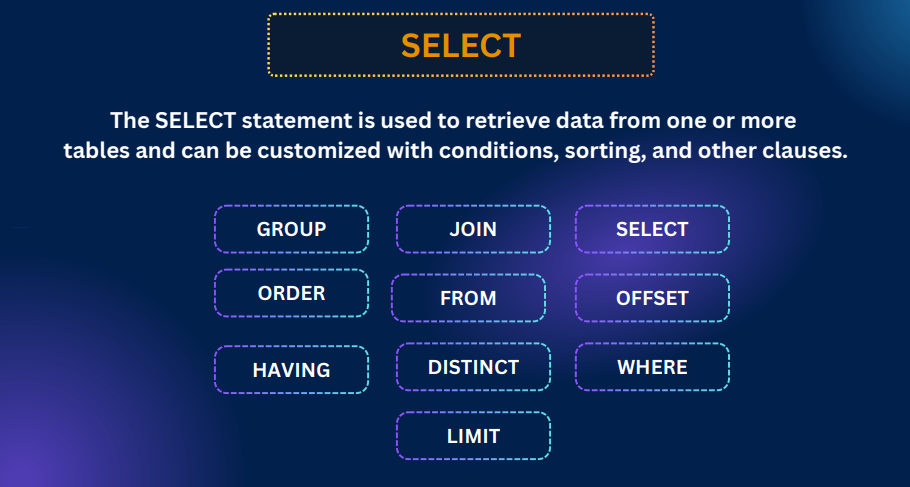 SELECT
The SELECT statement is used to retrieve data from one or more
tables and can be customized with conditions, sorting, and other clauses.
GROUP
JOIN
SELECT
ORDER
FROM
OFFSET
HAVING
DISTINCT
WHERE
LIMIT